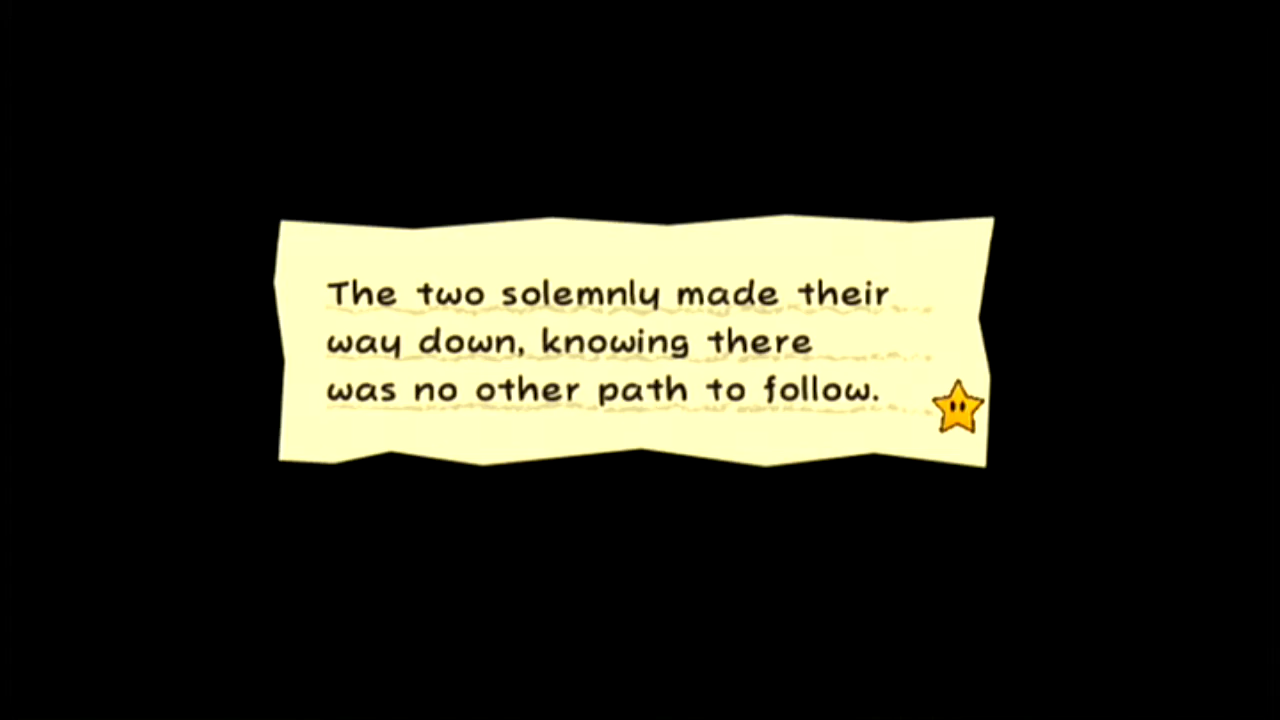 The two solemnly made their
way down, knowing there
was no other path to follow.